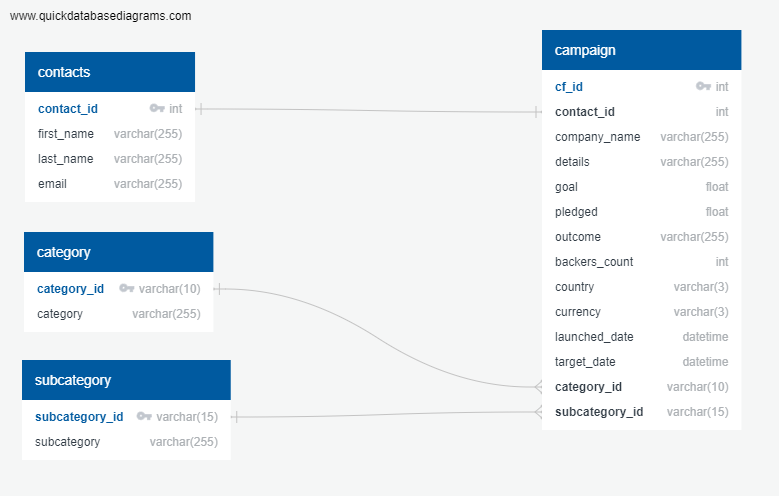 www.quickdatabasediagrams.com
contacts
contact_id int
first_name varchar(255)
last_name varchar(255)
email varchar(255)
category
category_id varchar(10)
category varchar(255)
subcategory
subcategory_id varchar(15)
subcategory varchar(255)
campaign
cf_id int
contact_id int
company_name varchar(255)
details varchar(255)
goal float
pledged float
outcome varchar(255)
backers_count int
country varchar(3)
currency varchar(3)
launched_date datetime
target_date datetime
category_id varchar(10)
subcategory_id varchar(15)